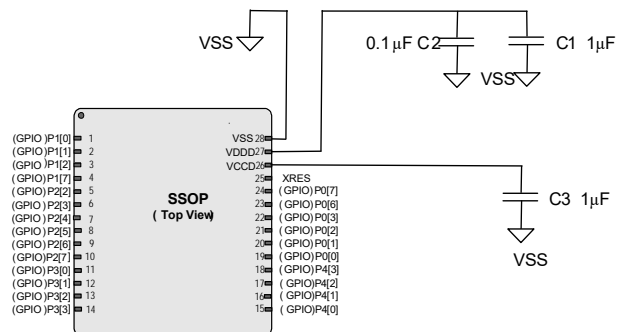 VSS
0.1 µF C2
C1 1µF
VSS
(GPIO)P1[0] 1
(GPIO)P1[1] 2
(GPIO)P1[2] 3
(GPIO)P1[7] 4
(GPIO)P2[2] 5
(GPIO)P2[3] 6
(GPIO)P2[4] 7
(GPIO)P2[5] 8
(GPIO)P2[6] 9
(GPIO)P2[7] 10
(GPIO)P3[0] 11
(GPIO)P3[1] 12
(GPIO)P3[2] 13
(GPIO)P3[3] 14
SSOP
( Top View)
VSS 28
VDDD 27
VCCD 26
25 XRES
24 (GPIO)P0[7]
23 (GPIO)P0[6]
22 (GPIO)P0[3]
21 (GPIO)P0[2]
20 (GPIO)P0[1]
19 (GPIO)P0[0]
18 (GPIO)P4[3]
17 (GPIO)P4[2]
16 (GPIO)P4[1]
15 (GPIO)P4[0]
C3 1µF
VSS